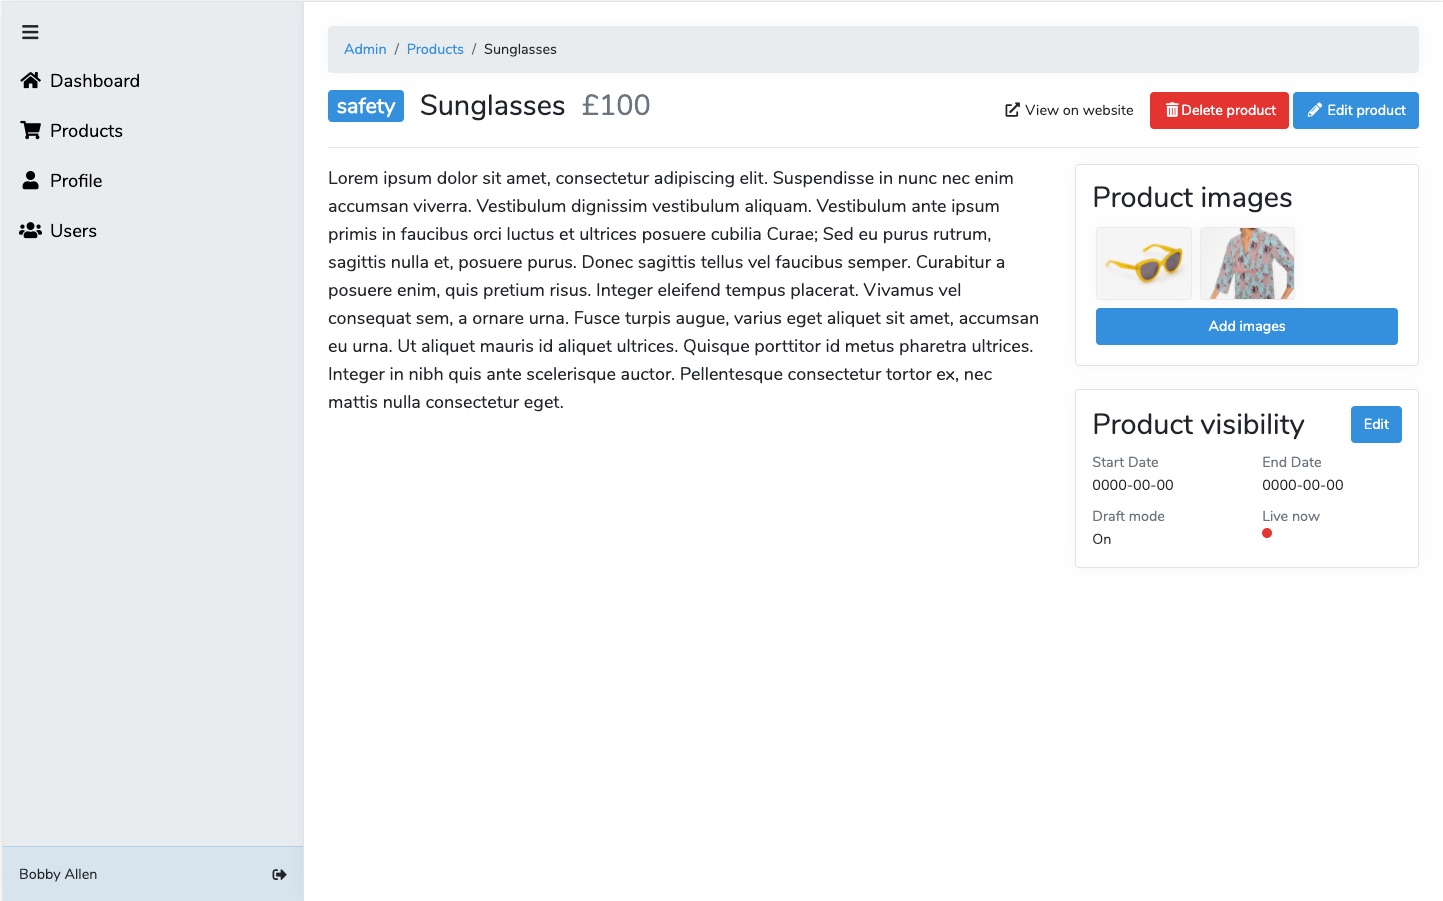 Dashboard
Products
Profile
Users
Bobby Allen
Admin / Products / Sunglasses
safety Sunglasses £100
View on website Delete product Edit product
Lorem ipsum dolor sit amet, consectetur adipiscing elit. Suspendisse in nunc nec enim
accumsan viverra. Vestibulum dignissim vestibulum aliquam. Vestibulum ante ipsum
primis in faucibus orci luctus et ultrices posuere cubilia Curae; Sed eu purus rutrum,
sagittis nulla et, posuere purus. Donec sagittis tellus vel faucibus semper. Curabitur a
posuere enim, quis pretium risus. Integer eleifend tempus placerat. Vivamus vel
consequat sem, a ornare urna. Fusce turpis augue, varius eget aliquet sit amet, accumsan
eu urna. Ut aliquet mauris id aliquet ultrices. Quisque porttitor id metus pharetra ultrices.
Integer in nibh quis ante scelerisque auctor. Pellentesque consectetur tortor ex, nec
mattis nulla consectetur eget.
Product images
Add images
Product visibility Edit
Start Date End Date
0000-00-00 0000-00-00
Draft mode Live now
On